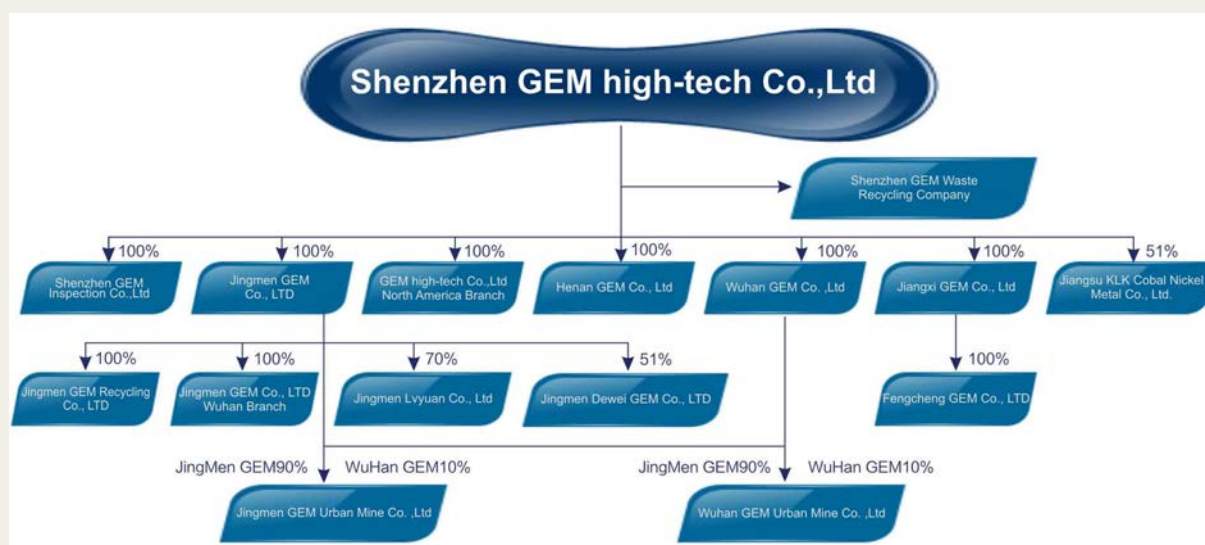 Shenzhen GEM high-tech Co.,Ltd
Shenzhen GEM Waste
Recycling Company
100%
100%
100%
100%
100%
100%
51%
Shenzhen GEM
Inspection Co.,Ltd
Jingmen GEM
Co., LTD
GEM high-tech Co.,Ltd
North America Branch
Henan GEM Co., Ltd
Wuhan GEM Co. ,Ltd
Jiangxi GEM Co., Ltd
Jiangsu KLK Cobal Nickel
Metal Co., Ltd.
100%
100%
70%
51%
100%
Jingmen GEM Recycling
Co., LTD
Jingmen GEM Co., LTD
Wuhan Branch
Jingmen Lvyuan Co., Ltd
Jingmen Dewei GEM Co., LTD
Fengcheng GEM Co., LTD
JingMen GEM90%
WuHan GEM10%
JingMen GEM90%
WuHan GEM10%
Jingmen GEM Urban Mine Co. ,Ltd
Wuhan GEM Urban Mine Co. ,Ltd